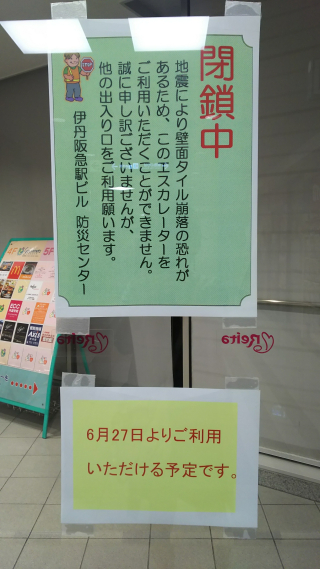 閉鎖中
地震により壁面タイル崩落の恐れが
あるため、このエスカレーターを
ご利用いただくことができません。
誠に申し訳ございませんが、
他の出入り口をご利用願います。
伊丹阪急駅ビル 防災センター
STOP
Reita
Reita
6月27日よりご利用
いただける予定です。